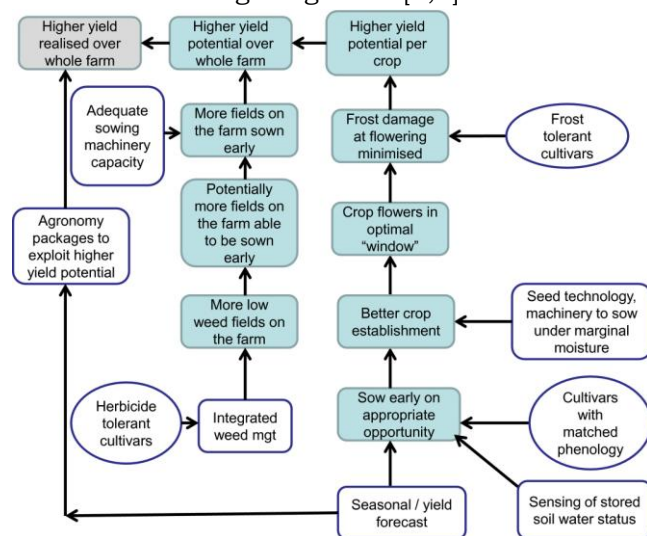 Higher yield
realised over
whole farm
Higher yield
potential over
whole farm
Higher yield
potential per
crop
Adequate
sowing
machinery
capacity
More fields on
the farm sown
early
Frost damage
at flowering
minimised
Frost
tolerant
cultivars
Potentially
more fields on
the farm able
to be sown
early
Crop flowers in
optimal
"window"
Agronomy
packages to
exploit higher
yield potential
More low
weed fields on
the farm
Better crop
establishment
Seed technology,
machinery to sow
under marginal
moisture
Herbicide
tolerant
cultivars
Integrated
weed mgt
Sow early on
appropriate
opportunity
Cultivars
with
matched
phenology
Seasonal / yield
forecast
Sensing of stored
soil water status